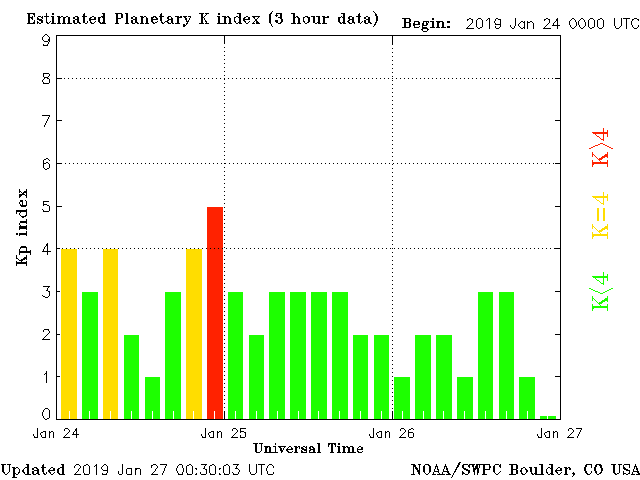 Estimated Planetary K index (3 hour data)
Begin: 2019 Jan 24 0000 UTC
9
8
7
6
5
4
3
2
1
0
Kp index
K>4
K=4
K<4
Jan 24 Jan 25 Jan 26 Jan 27
Universal Time
Updated 2019 Jan 27 00:30:03 UTC
NOAA/SWPC Boulder, CO USA